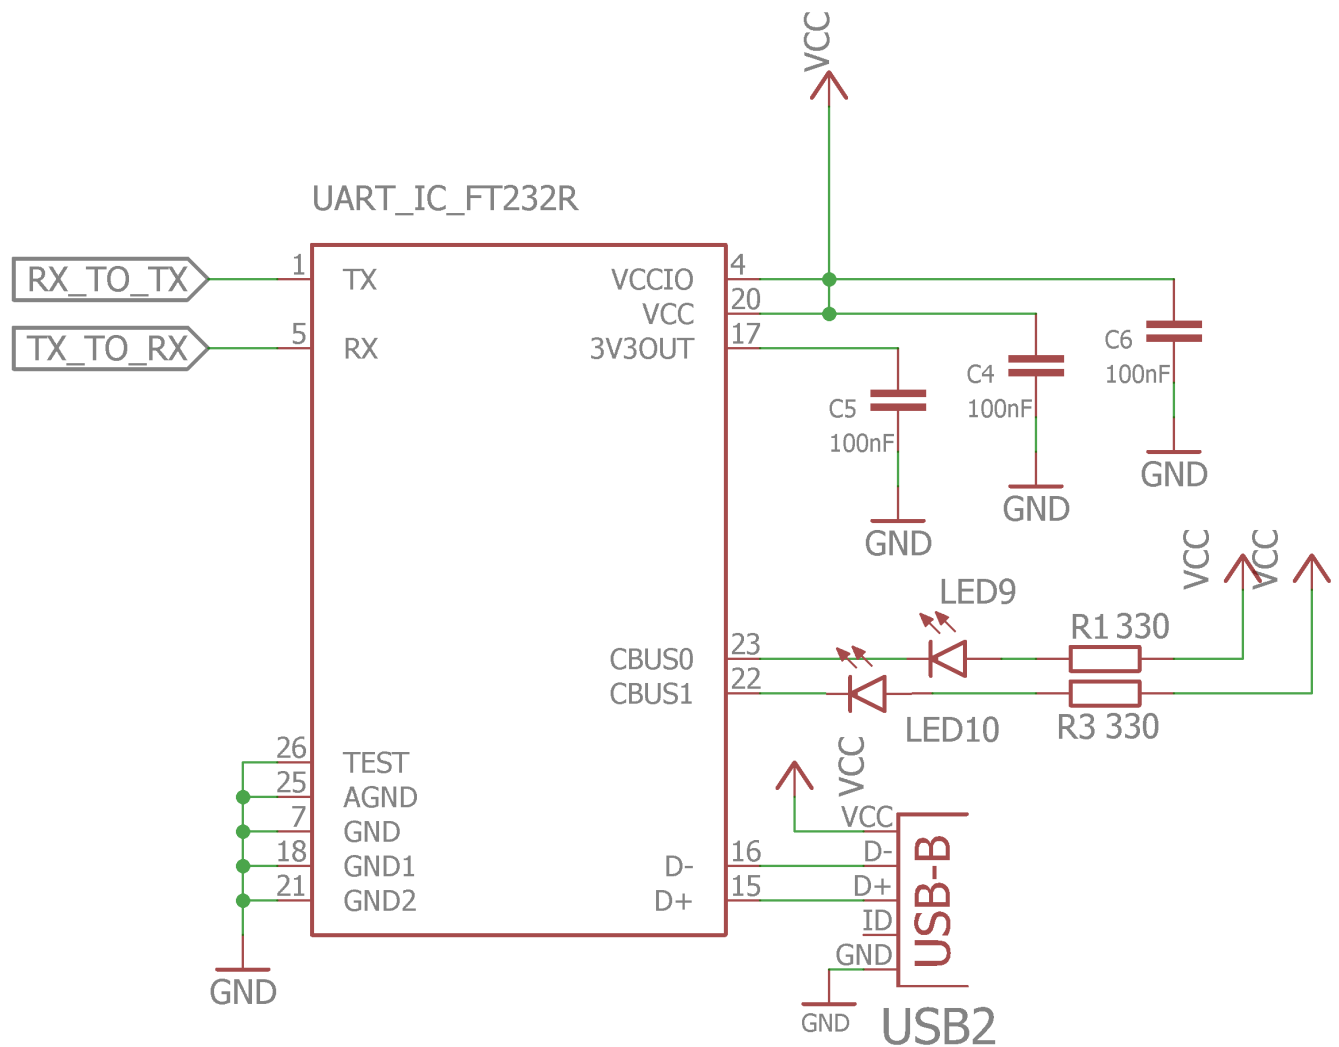 VCC
UART_IC_FT232R
RX_TO_TX
1
TX
VCCIO
4
VCC
20
TX_TO_RX
5
RX
3V3OUT
17
C6
100nF
C4
100nF
C5
100nF
GND
GND
GND
VCC
VCC
LED9
R1 330
CBUS0
23
CBUS1
22
LED10
R3 330
VCC
26
TEST
25
AGND
7
GND
18
GND1
21
GND2
D-
16
D+
15
VCC
D-
D+
ID
GND
USB-B
GND
GND
USB2